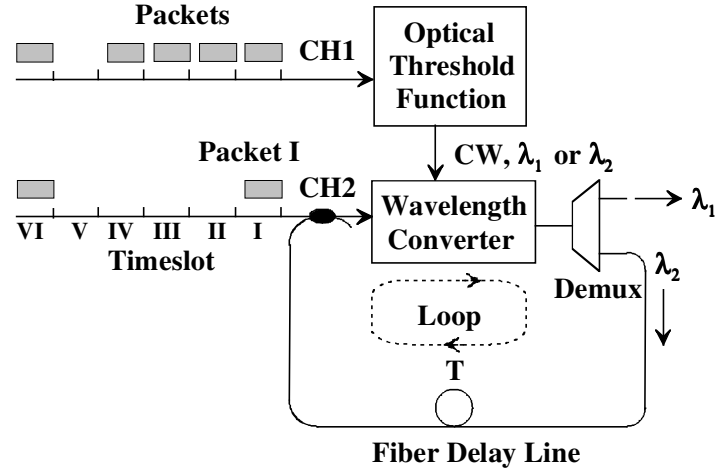 Packets
CH1
Optical
Threshold
Function
Packet I
CH2
CW, λ1 or λ2
Wavelength
Converter
λ1
VI V IV III II I
Timeslot
Demux
λ2
Loop
T
Fiber Delay Line